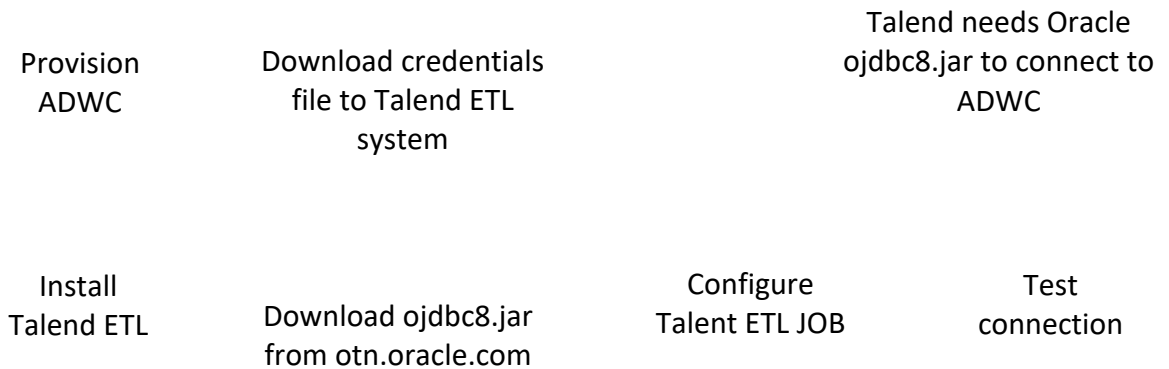 Provision
ADWC
Download credentials
file to Talend ETL
system
Talend needs Oracle
ojdbc8.jar to connect to
ADWC
Install
Talend ETL
Download ojdbc8.jar
from otn.oracle.com
Configure
Talent ETL JOB
Test
connection